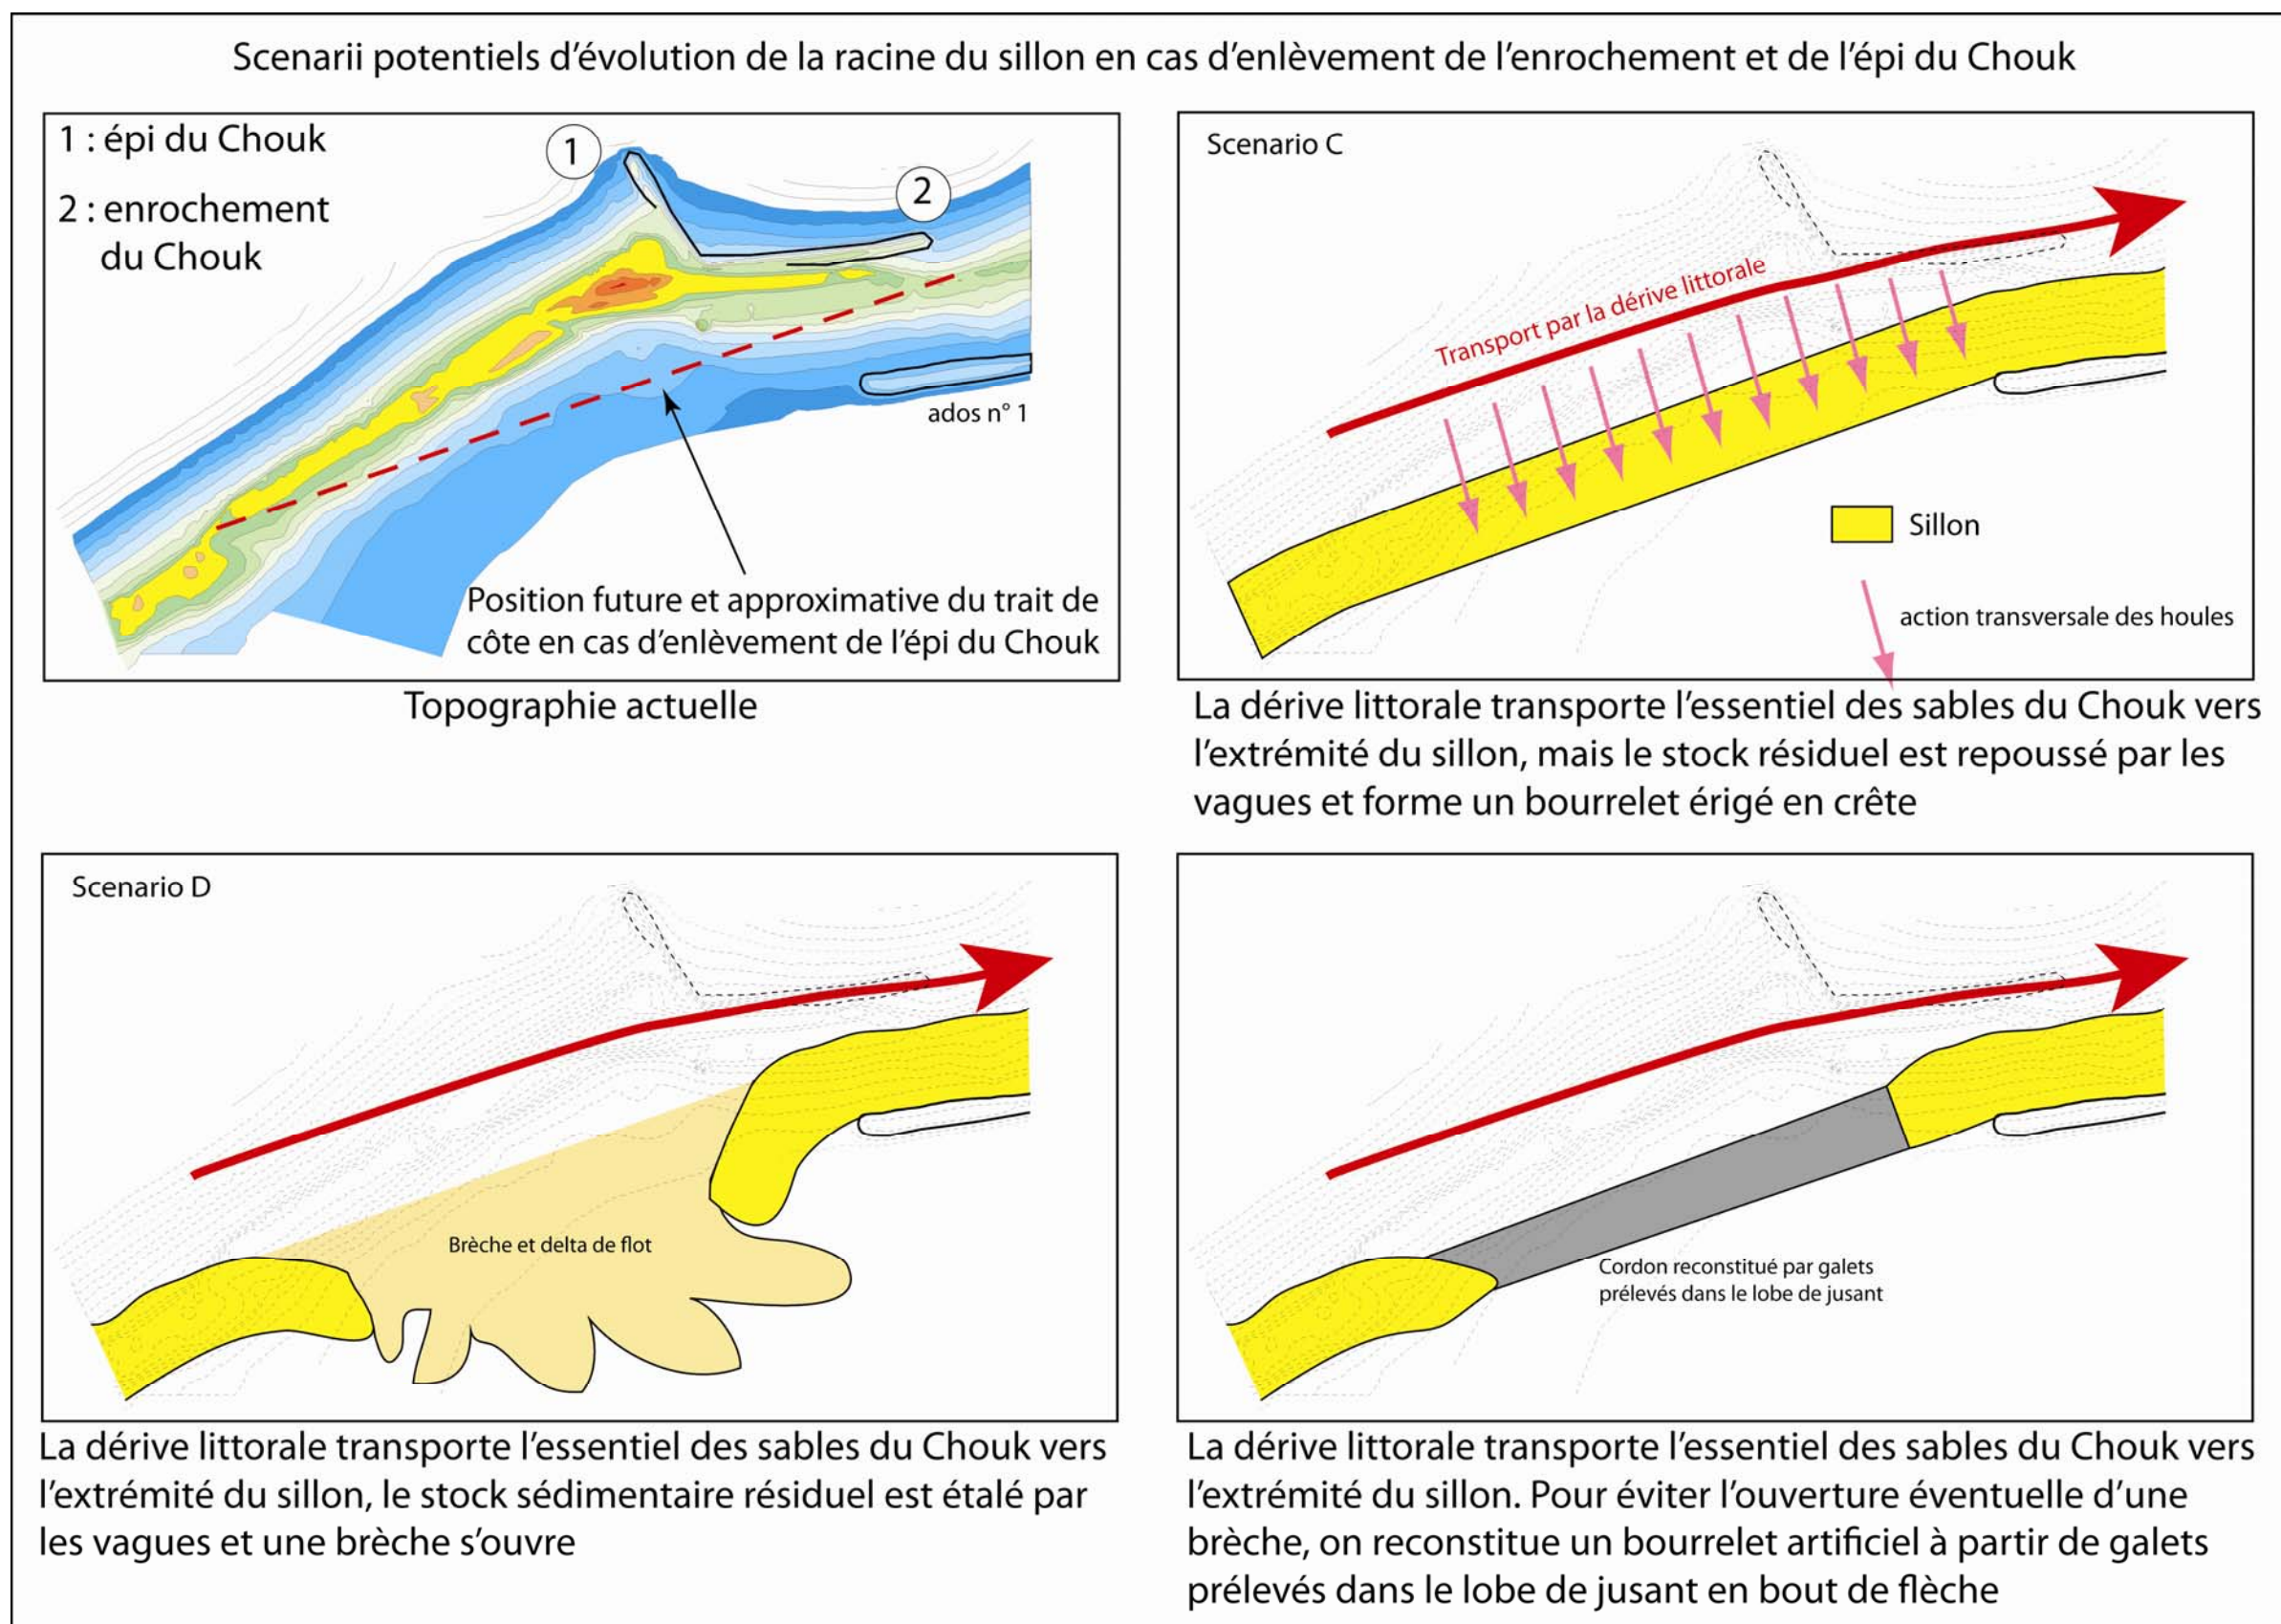 Scenarii potentiels d'évolution de la racine du sillon en cas d'enlèvement de l'enrochement et de l'épi du Chouk
1 : épi du Chouk
2 : enrochement
du Chouk
1
2
ados n° 1
Position future et approximative du trait de
côte en cas d'enlèvement de l'épi du Chouk
Topographie actuelle
Scenario C
Transport par la dérive littorale
Sillon
action transversale des houles
La dérive littorale transporte l'essentiel des sables du Chouk vers
l'extrémité du sillon, mais le stock résiduel est repoussé par les
vagues et forme un bourrelet érigé en crête
Scenario D
Brèche et delta de flot
La dérive littorale transporte l'essentiel des sables du Chouk vers
l'extrémité du sillon, le stock sédimentaire résiduel est étalé par
les vagues et une brèche s'ouvre
Cordon reconstitué par galets
prélevés dans le lobe de jusant
La dérive littorale transporte l'essentiel des sables du Chouk vers
l'extrémité du sillon. Pour éviter l'ouverture éventuelle d'une
brèche, on reconstitue un bourrelet artificiel à partir de galets
prélevés dans le lobe de jusant en bout de flèche